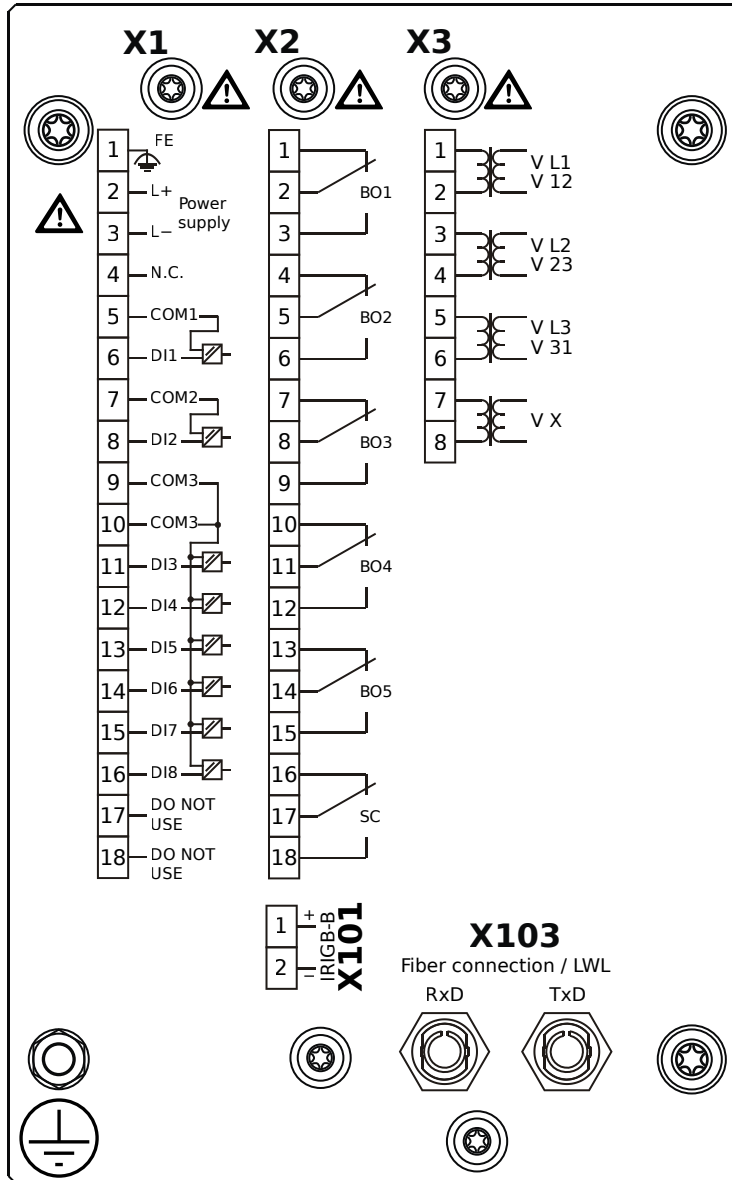 X1
X2
X3
1 FE
2 L+
Power
supply
3 L−
4 N.C.
5 COM1
6 DI1
7 COM2
8 DI2
9 COM3
10 COM3
11 DI3
12 DI4
13 DI5
14 DI6
15 DI7
16 DI8
17 DO NOT
USE
18 DO NOT
USE
1
2 BO1
3
4
5 BO2
6
7
8 BO3
9
10
11 BO4
12
13
14 BO5
15
16
17 SC
18
1 V L1
2 V 12
3 V L2
4 V 23
5 V L3
6 V 31
7 V X
8
1 +
2 −
IRIGB-B
X101
X103
Fiber connection / LWL
RxD TxD